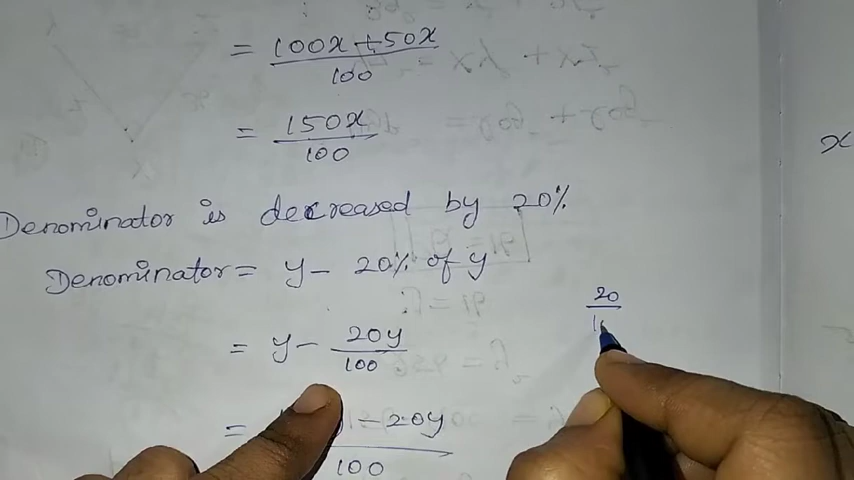 = 100x + 50x / 100
= 150x / 100
x
Denominator is decreased by 20%
Denominator = y - 20% of y
20
= y - 20y / 100
= - 20y / 100